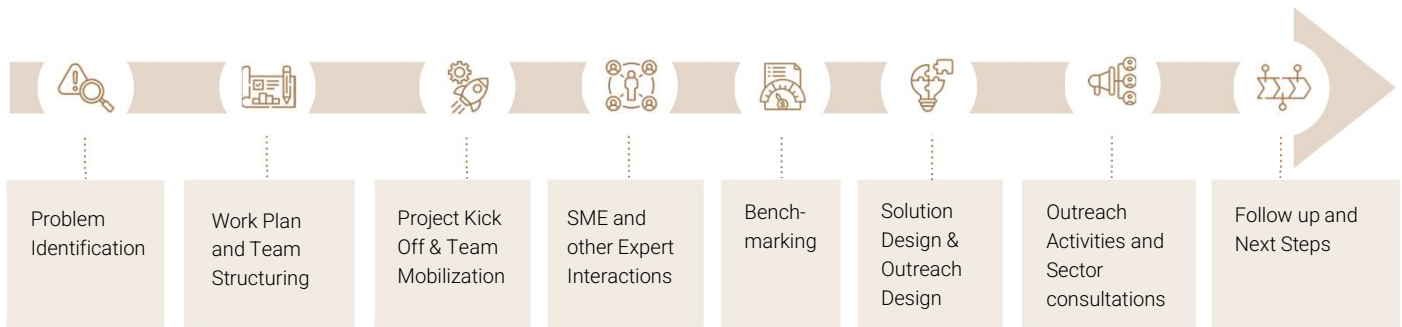 Problem
Identification
Work Plan
and Team
Structuring
Project Kick
Off & Team
Mobilization
SME and
other Expert
Interactions
Bench-
marking
Solution
Design &
Outreach
Design
Outreach
Activities and
Sector
consultations
Follow up and
Next Steps